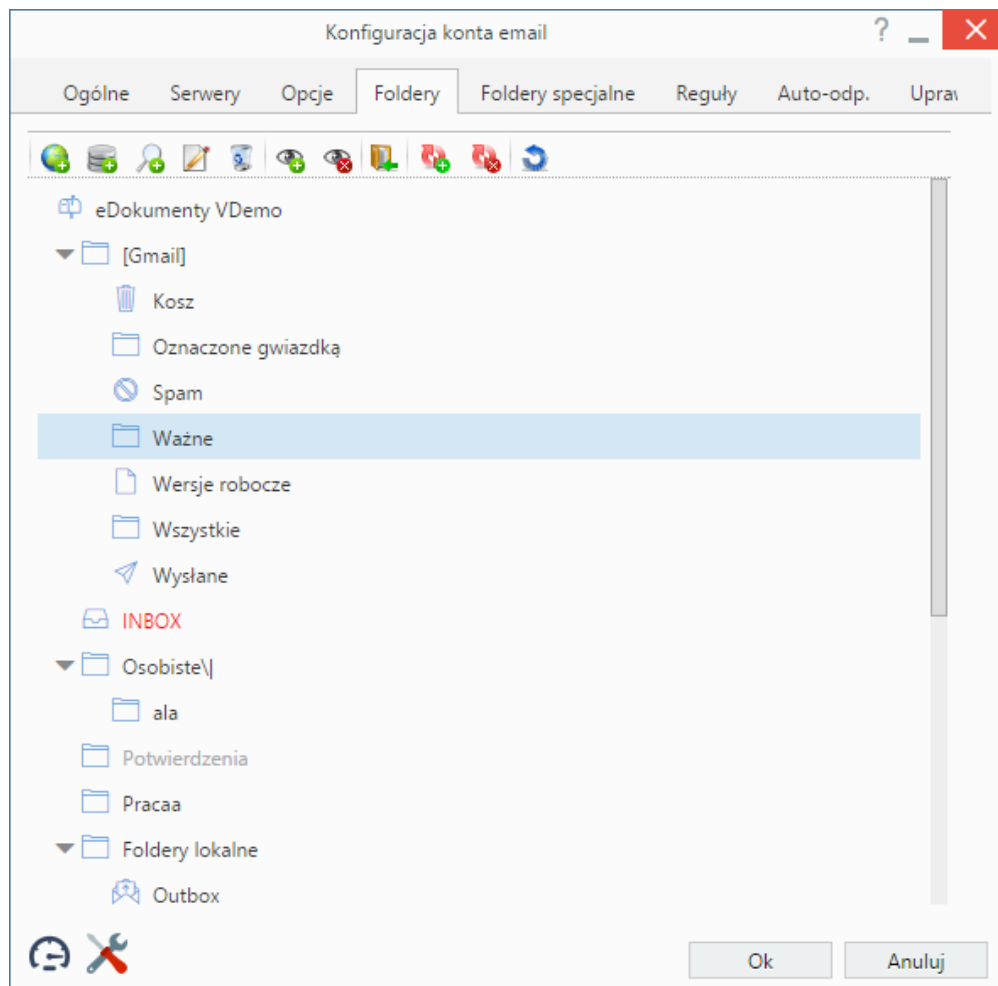 Konfiguracja konta email
Ogólne Serwery Opcje Foldery Foldery specjalne Reguły Auto-odp.
eDokumenty VDemo
[Gmail]
Kosz
Oznaczone gwiazdką
Spam
Ważne
Wersje robocze
Wszystkie
Wysłane
INBOX
Osobiste\|
ala
Potwierdzenia
Pracaa
Foldery lokalne
Outbox
Ok Anuluj